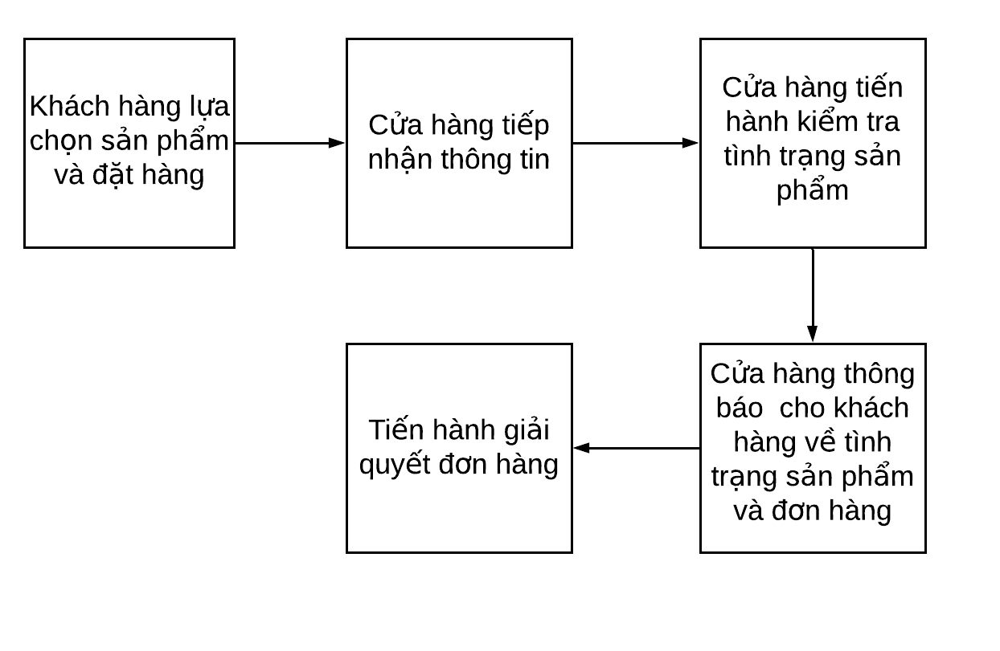 Khách hàng lựa
chọn sản phẩm
và đặt hàng
Cửa hàng tiếp
nhận thông tin
Cửa hàng tiến
hành kiểm tra
tình trạng sản
phẩm
Cửa hàng thông
báo  cho khách
hàng về tình
trạng sản phẩm
và đơn hàng
Tiến hành giải
quyết đơn hàng